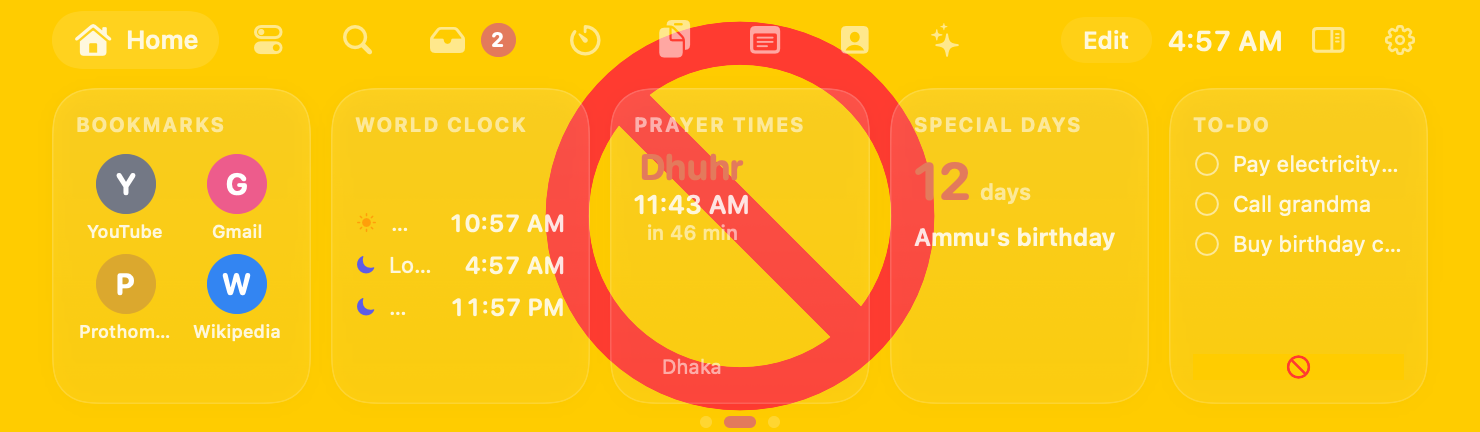 Home
2
Edit
4:57 AM
BOOKMARKS
Y
YouTube
G
Gmail
P
Prothom...
W
Wikipedia
WORLD CLOCK
... 10:57 AM
Lo... 4:57 AM
... 11:57 PM
PRAYER TIMES
Dhuhr
11:43 AM
in 46 min
Dhaka
SPECIAL DAYS
12 days
Ammu's birthday
TO-DO
Pay electricity...
Call grandma
Buy birthday c...